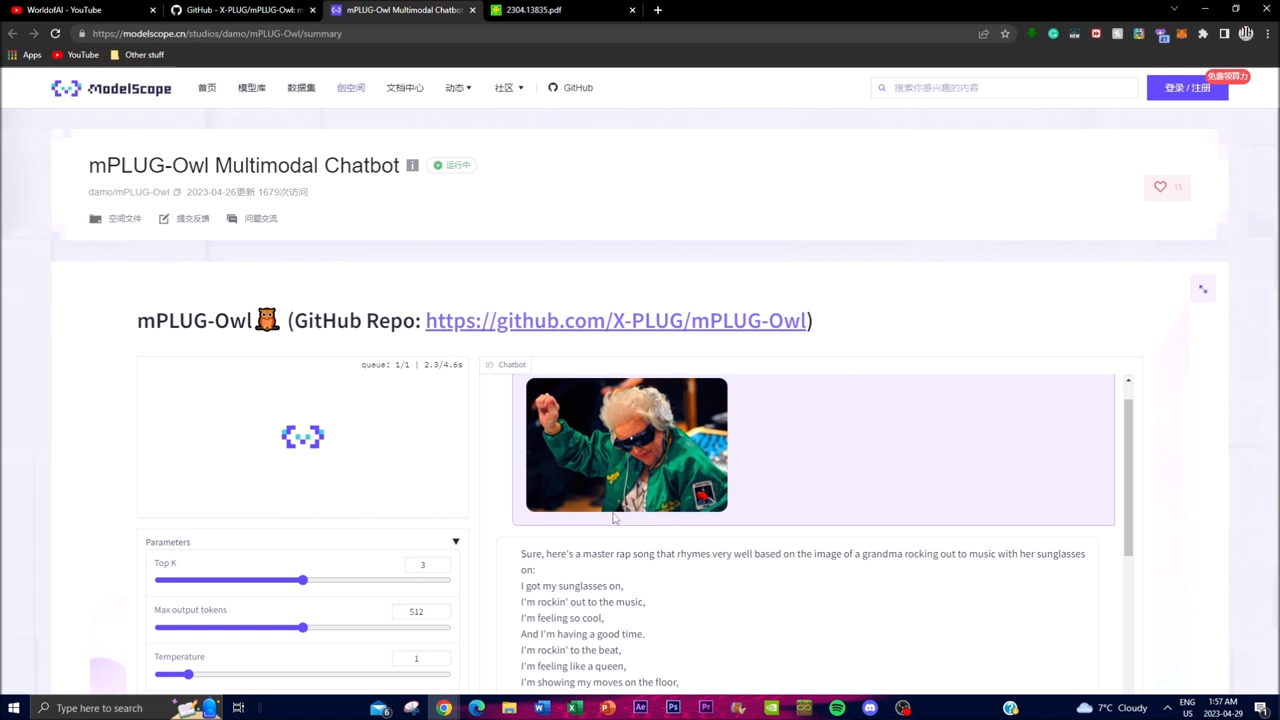 WorldofAI - YouTube
GitHub - X-PLUG/mPLUG-Owl: m
mPLUG-Owl Multimodal Chatbot
2304.13835.pdf
https://modelscope.cn/studios/damo/mPLUG-Owl/summary
Apps
YouTube
Other stuff
ModelScope
首页
模型库
数据集
创空间
文档中心
动态
社区
GitHub
搜索你感兴趣的内容
登录 / 注册
免费领算力
mPLUG-Owl Multimodal Chatbot
运行中
damo/mPLUG-Owl
2023-04-26更新 1679次访问
15
空间文件
提交反馈
问题交流
mPLUG-Owl (GitHub Repo: https://github.com/X-PLUG/mPLUG-Owl)
queue: 1/1 | 2.3/4.6s
Chatbot
Sure, here's a master rap song that rhymes very well based on the image of a grandma rocking out to music with her sunglasses
on:
I got my sunglasses on,
I'm rockin' out to the music,
I'm feeling so cool,
And I'm having a good time.
I'm rockin' to the beat,
I'm feeling like a queen,
I'm showing my moves on the floor,
Parameters
Top K
3
Max output tokens
512
Temperature
1
Type here to search
7°C Cloudy
ENG
US
1:57 AM
2023-04-29